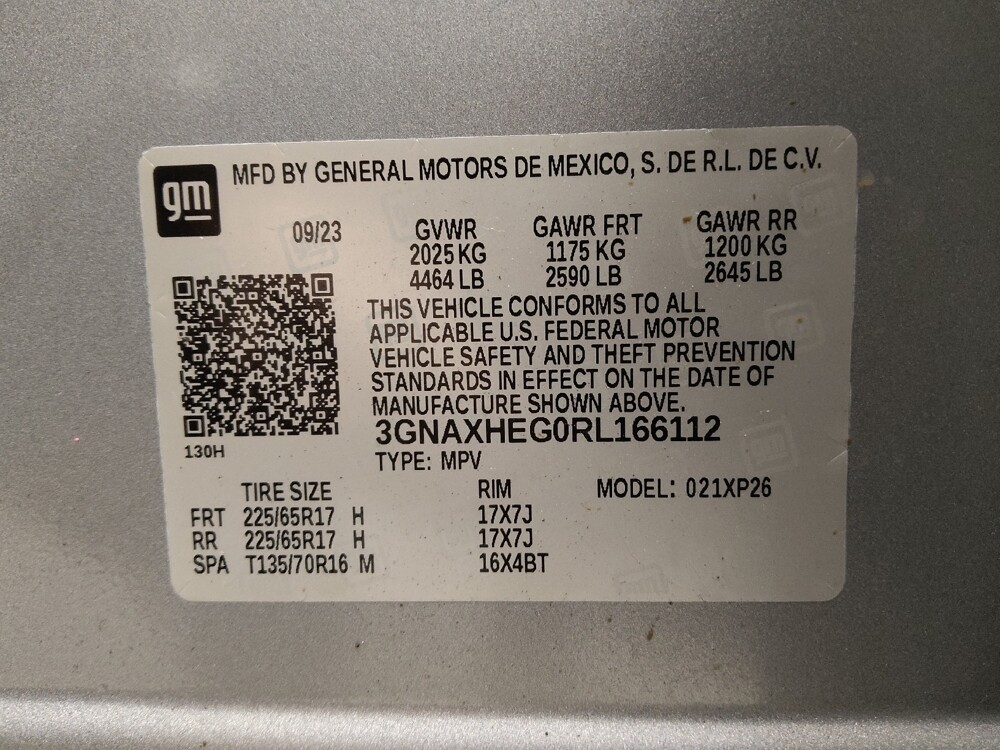 gm
MFD BY GENERAL MOTORS DE MEXICO, S. DE R.L. DE C.V.
09/23 GVWR GAWR FRT GAWR RR
2025 KG 1175 KG 1200 KG
4464 LB 2590 LB 2645 LB
THIS VEHICLE CONFORMS TO ALL
APPLICABLE U.S. FEDERAL MOTOR
VEHICLE SAFETY AND THEFT PREVENTION
STANDARDS IN EFFECT ON THE DATE OF
MANUFACTURE SHOWN ABOVE.
3GNAXHEG0RL166112
130H
TYPE: MPV
TIRE SIZE RIM MODEL: 021XP26
FRT 225/65R17 H 17X7J
RR 225/65R17 H 17X7J
SPA T135/70R16 M 16X4BT